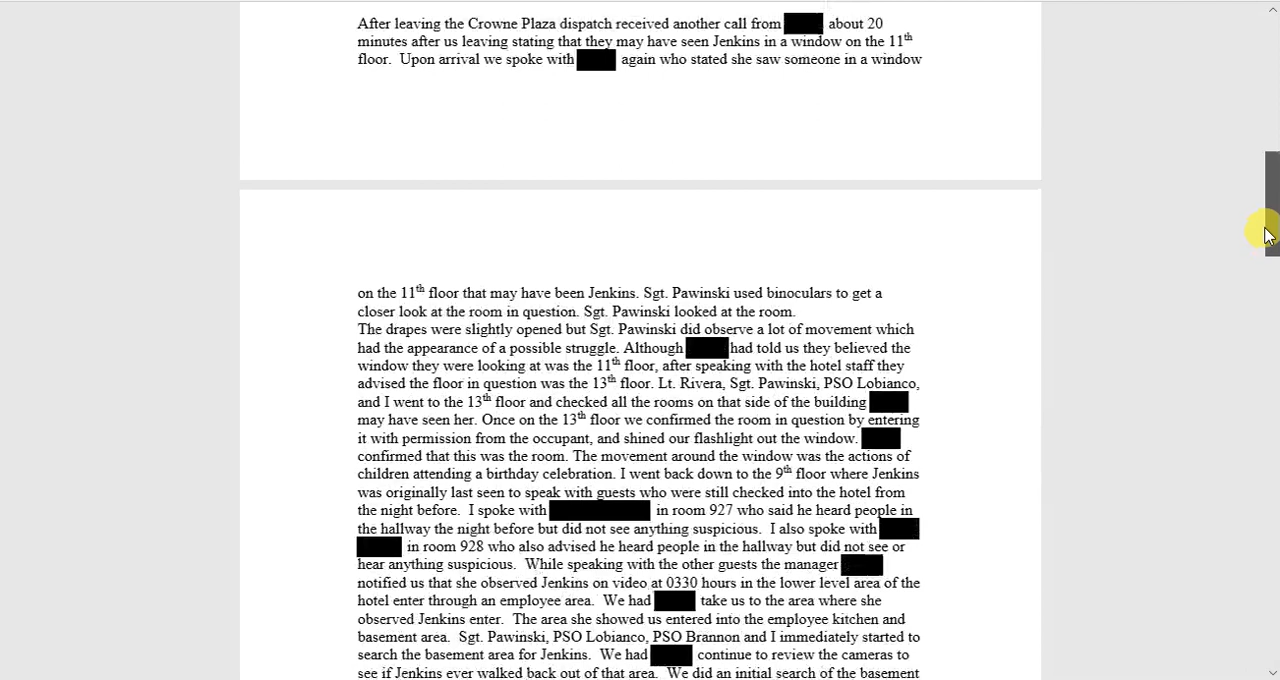 After leaving the Crowne Plaza dispatch received another call from about 20
minutes after us leaving stating that they may have seen Jenkins in a window on the 11th
floor. Upon arrival we spoke with again who stated she saw someone in a window
on the 11th floor that may have been Jenkins. Sgt. Pawinski used binoculars to get a
closer look at the room in question. Sgt. Pawinski looked at the room.
The drapes were slightly opened but Sgt. Pawinski did observe a lot of movement which
had the appearance of a possible struggle. Although had told us they believed the
window they were looking at was the 11th floor, after speaking with the hotel staff they
advised the floor in question was the 13th floor. Lt. Rivera, Sgt. Pawinski, PSO Lobianco,
and I went to the 13th floor and checked all the rooms on that side of the building
may have seen her. Once on the 13th floor we confirmed the room in question by entering
it with permission from the occupant, and shined our flashlight out the window.
confirmed that this was the room. The movement around the window was the actions of
children attending a birthday celebration. I went back down to the 9th floor where Jenkins
was originally last seen to speak with guests who were still checked into the hotel from
the night before. I spoke with in room 927 who said he heard people in
the hallway the night before but did not see anything suspicious. I also spoke with
in room 928 who also advised he heard people in the hallway but did not see or
hear anything suspicious. While speaking with the other guests the manager
notified us that she observed Jenkins on video at 0330 hours in the lower level area of the
hotel enter through an employee area. We had take us to the area where she
observed Jenkins enter. The area she showed us entered into the employee kitchen and
basement area. Sgt. Pawinski, PSO Lobianco, PSO Brannon and I immediately started to
search the basement area for Jenkins. We had continue to review the cameras to
see if Jenkins ever walked back out of that area. We did an initial search of the basement